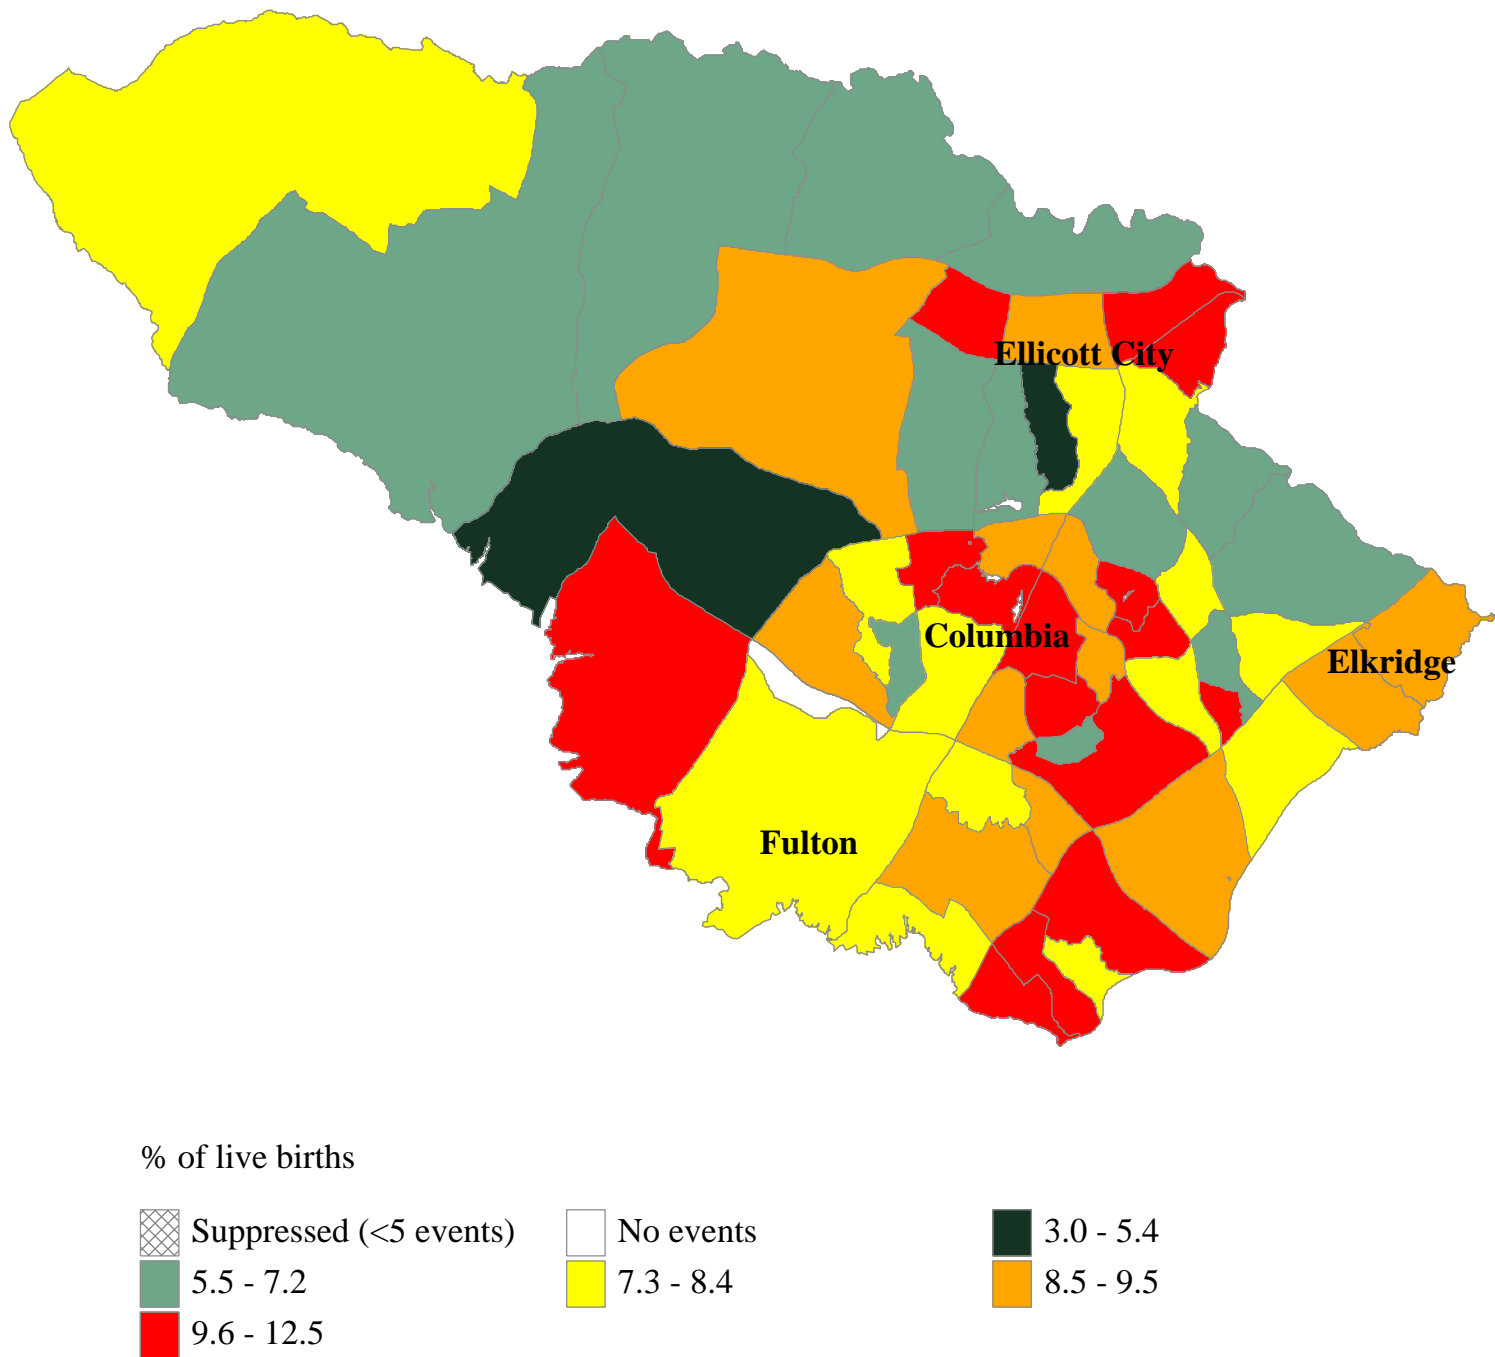 Ellicott City
Columbia
Elkridge
Fulton
% of live births
Suppressed (<5 events) No events 3.0 - 5.4
5.5 - 7.2 7.3 - 8.4 8.5 - 9.5
9.6 - 12.5